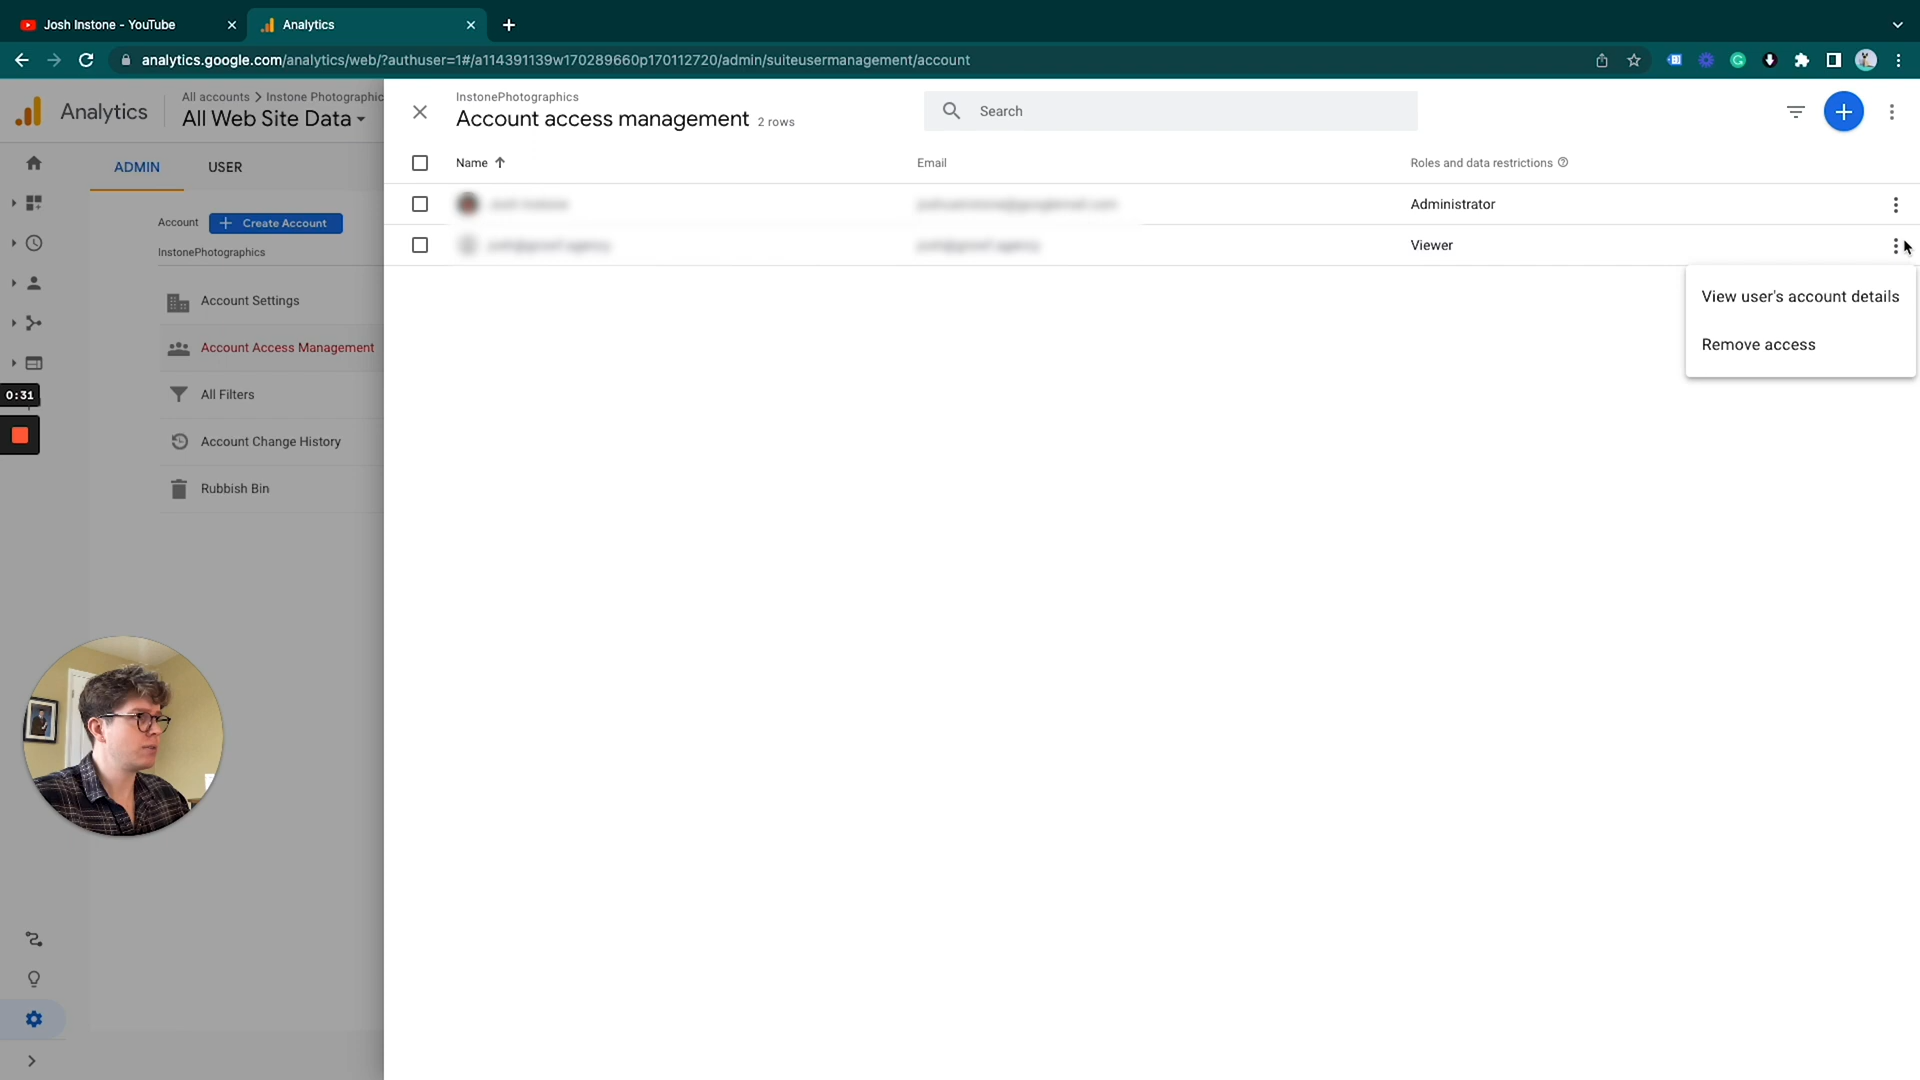 Josh Instone - YouTube
Analytics
analytics.google.com/analytics/web/?authuser=1#/a114391139w170289660p170112720/admin/suiteusermanagement/account
Analytics
All accounts > Instone Photographic
All Web Site Data
InstonePhotographics
Account access management 2 rows
Search
ADMIN
USER
Name
Email
Roles and data restrictions
Account
Create Account
InstonePhotographics
Administrator
Viewer
View user's account details
Remove access
Account Settings
Account Access Management
All Filters
Account Change History
Rubbish Bin
0:31